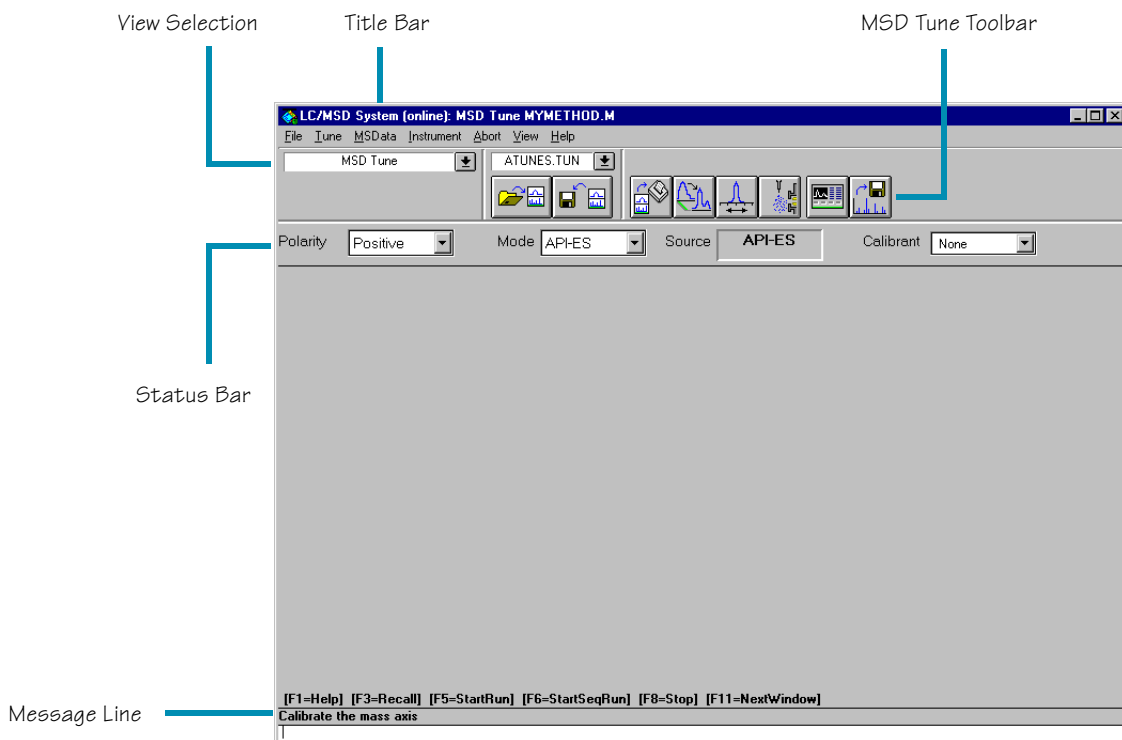 View Selection
Title Bar
MSD Tune Toolbar
LC/MSD System (online): MSD Tune MYMETHOD.M
File Tune MSData Instrument Abort View Help
MSD Tune
ATUNES.TUN
Polarity Positive Mode API-ES Source API-ES Calibrant None
Status Bar
[F1=Help] [F3=Recall] [F5=StartRun] [F6=StartSeqRun] [F8=Stop] [F11=NextWindow]
Message Line
Calibrate the mass axis